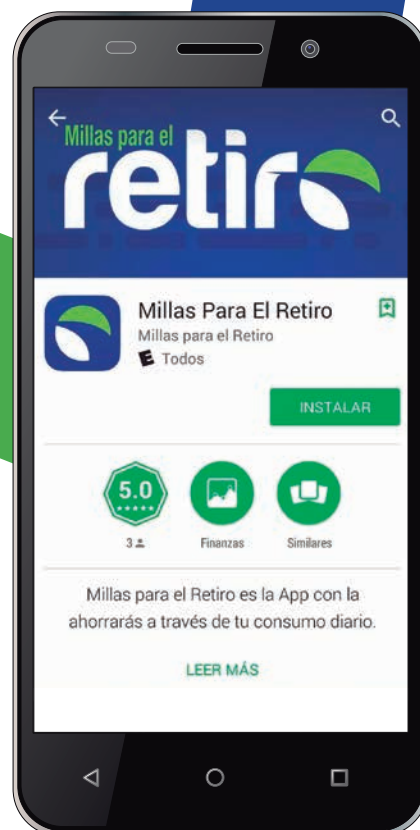 Millas para el
retiro
Millas Para El Retiro
Millas para el Retiro
E Todos
INSTALAR
5.0
3
Finanzas
Similares
Millas para el Retiro es la App con la
ahorrarás a través de tu consumo diario.
LEER MÁS